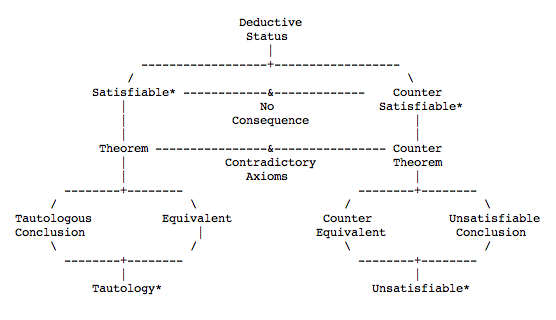 Deductive
Status
|
------------------+------------------
/ \
Satisfiable* ------------&------------- Counter
| No Satisfiable*
| Consequence |
| |
Theorem ----------------&---------------- Counter
| Contradictory Theorem
| Axioms |
--------+-------- --------+--------
/ \ / \
Tautologous Equivalent Counter Unsatisfiable
Conclusion | Equivalent Conclusion
\ / \ /
--------+-------- --------+--------
| |
Tautology* Unsatisfiable*